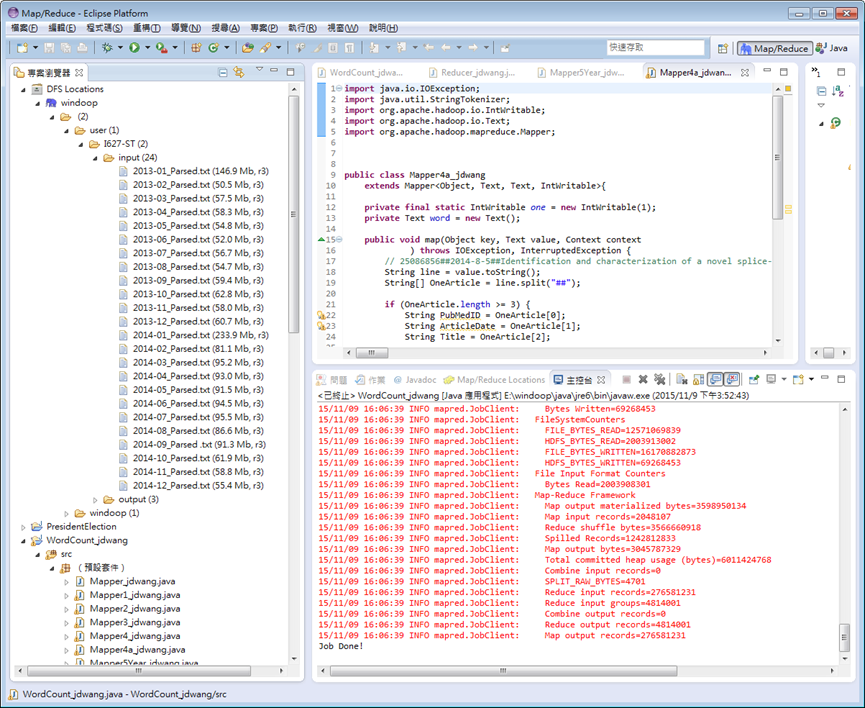 Map/Reduce - Eclipse Platform
檔案(F) 編輯(E) 程式碼(S) 重構(T) 導覽(N) 搜尋(A) 專案(P) 執行(R) 視窗(W) 說明(H)
快速存取
Map/Reduce
Java
專案瀏覽器
DFS Locations
windoop
(2)
user (1)
I627-ST (2)
input (24)
2013-01_Parsed.txt (146.9 Mb, r3)
2013-02_Parsed.txt (50.5 Mb, r3)
2013-03_Parsed.txt (57.5 Mb, r3)
2013-04_Parsed.txt (58.3 Mb, r3)
2013-05_Parsed.txt (54.8 Mb, r3)
2013-06_Parsed.txt (52.0 Mb, r3)
2013-07_Parsed.txt (56.7 Mb, r3)
2013-08_Parsed.txt (54.7 Mb, r3)
2013-09_Parsed.txt (59.4 Mb, r3)
2013-10_Parsed.txt (62.8 Mb, r3)
2013-11_Parsed.txt (58.0 Mb, r3)
2013-12_Parsed.txt (60.7 Mb, r3)
2014-01_Parsed.txt (233.9 Mb, r3)
2014-02_Parsed.txt (81.1 Mb, r3)
2014-03_Parsed.txt (95.2 Mb, r3)
2014-04_Parsed.txt (93.0 Mb, r3)
2014-05_Parsed.txt (91.5 Mb, r3)
2014-06_Parsed.txt (94.5 Mb, r3)
2014-07_Parsed.txt (95.5 Mb, r3)
2014-08_Parsed.txt (86.6 Mb, r3)
2014-09_Parsed .txt (91.3 Mb, r3)
2014-10_Parsed.txt (61.9 Mb, r3)
2014-11_Parsed.txt (58.8 Mb, r3)
2014-12_Parsed.txt (55.4 Mb, r3)
output (3)
windoop (1)
PresidentElection
WordCount_jdwang
src
( 預設套件 )
Mapper_jdwang.java
Mapper1_jdwang.java
Mapper2_jdwang.java
Mapper3_jdwang.java
Mapper4_jdwang.java
Mapper4a_jdwang.java
Mapper5Year_jdwang.java
WordCount_jdwa...
Reducer_jdwang.j...
Mapper5Year_jdw...
Mapper4a_jdwan...
1 import java.io.IOException;
2 import java.util.StringTokenizer;
3 import org.apache.hadoop.io.IntWritable;
4 import org.apache.hadoop.io.Text;
5 import org.apache.hadoop.mapreduce.Mapper;
6
7
8
9 public class Mapper4a_jdwang
10 extends Mapper<Object, Text, Text, IntWritable>{
11
12 private final static IntWritable one = new IntWritable(1);
13 private Text word = new Text();
14
15 public void map(Object key, Text value, Context context
16 ) throws IOException, InterruptedException {
17 // 25086856##2014-8-5##Identification and characterization of a novel splice-
18 String line = value.toString();
19 String[] OneArticle = line.split("##");
20
21 if (OneArticle.length >= 3) {
22 String PubMedID = OneArticle[0];
23 String ArticleDate = OneArticle[1];
24 String Title = OneArticle[2];
問題 作業 @ Javadoc Map/Reduce Locations 主控台
<已終止> WordCount_jdwang [Java 應用程式] E:\windoop\java\jre6\bin\javaw.exe (2015/11/9 下午3:52:43)
15/11/09 16:06:39 INFO mapred.JobClient: Bytes Written=69268453
15/11/09 16:06:39 INFO mapred.JobClient: FileSystemCounters
15/11/09 16:06:39 INFO mapred.JobClient: FILE_BYTES_READ=12571069839
15/11/09 16:06:39 INFO mapred.JobClient: HDFS_BYTES_READ=2003913002
15/11/09 16:06:39 INFO mapred.JobClient: FILE_BYTES_WRITTEN=16170882873
15/11/09 16:06:39 INFO mapred.JobClient: HDFS_BYTES_WRITTEN=69268453
15/11/09 16:06:39 INFO mapred.JobClient: File Input Format Counters
15/11/09 16:06:39 INFO mapred.JobClient: Bytes Read=2003908301
15/11/09 16:06:39 INFO mapred.JobClient: Map-Reduce Framework
15/11/09 16:06:39 INFO mapred.JobClient: Map output materialized bytes=3598950134
15/11/09 16:06:39 INFO mapred.JobClient: Map input records=2048107
15/11/09 16:06:39 INFO mapred.JobClient: Reduce shuffle bytes=3566660918
15/11/09 16:06:39 INFO mapred.JobClient: Spilled Records=1242812833
15/11/09 16:06:39 INFO mapred.JobClient: Map output bytes=3045787329
15/11/09 16:06:39 INFO mapred.JobClient: Total committed heap usage (bytes)=6011424768
15/11/09 16:06:39 INFO mapred.JobClient: Combine input records=0
15/11/09 16:06:39 INFO mapred.JobClient: SPLIT_RAW_BYTES=4701
15/11/09 16:06:39 INFO mapred.JobClient: Reduce input records=276581231
15/11/09 16:06:39 INFO mapred.JobClient: Reduce input groups=4814001
15/11/09 16:06:39 INFO mapred.JobClient: Combine output records=0
15/11/09 16:06:39 INFO mapred.JobClient: Reduce output records=4814001
15/11/09 16:06:39 INFO mapred.JobClient: Map output records=276581231
Job Done!
WordCount_jdwang.java - WordCount_jdwang/src